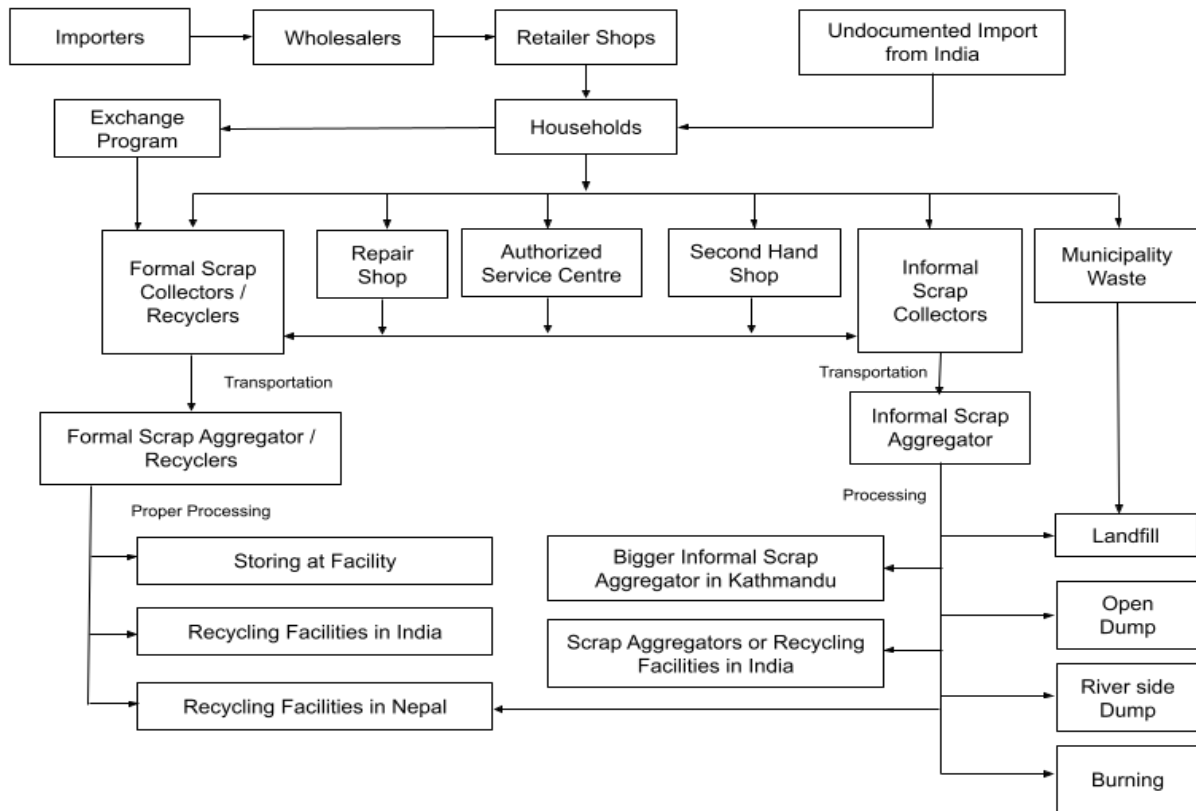 Importers
Wholesalers
Retailer Shops
Undocumented Import
from India
Exchange
Program
Households
Formal Scrap
Collectors /
Recyclers
Repair
Shop
Authorized
Service Centre
Second Hand
Shop
Informal
Scrap
Collectors
Municipality
Waste
Transportation
Transportation
Formal Scrap Aggregator /
Recyclers
Informal Scrap
Aggregator
Proper Processing
Processing
Storing at Facility
Bigger Informal Scrap
Aggregator in Kathmandu
Landfill
Recycling Facilities in India
Scrap Aggregators or Recycling
Facilities in India
Open
Dump
Recycling Facilities in Nepal
River side
Dump
Burning